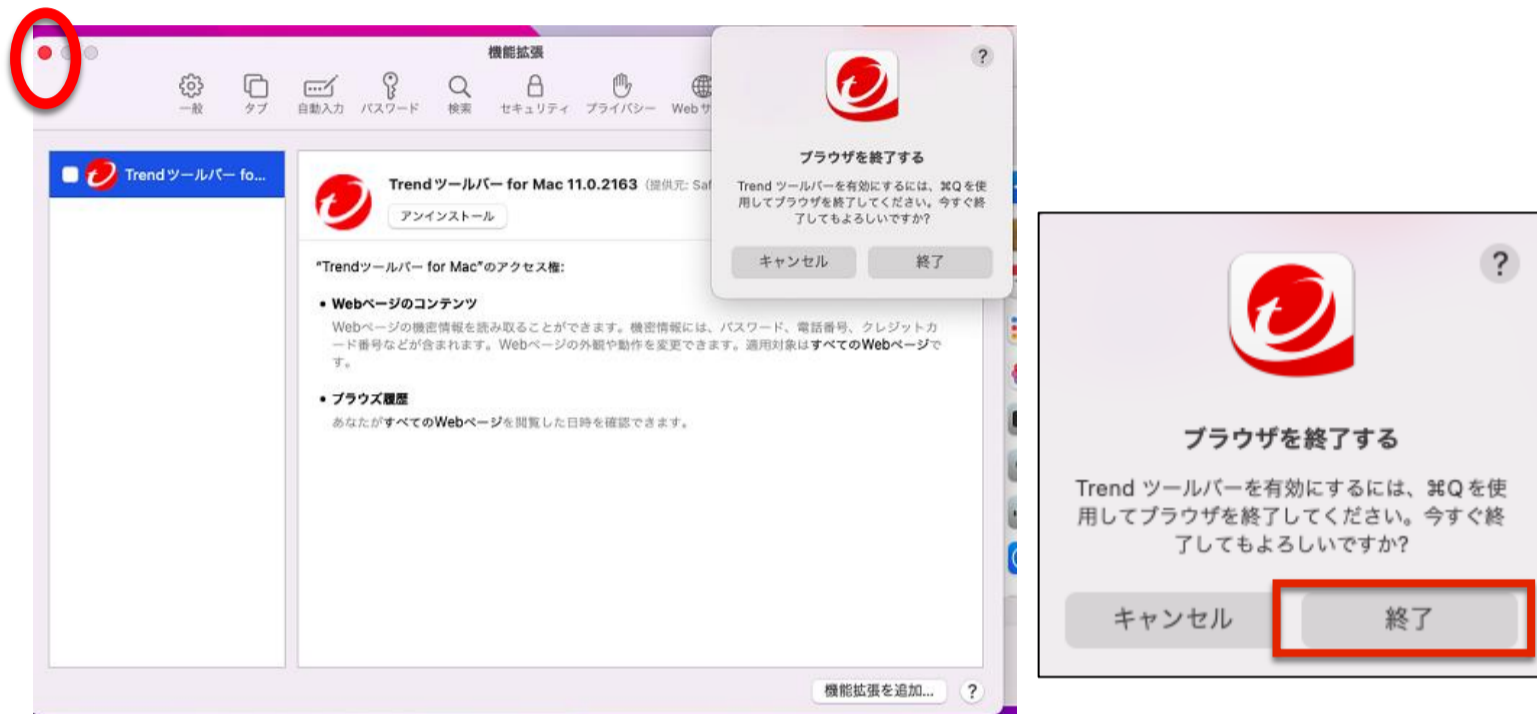 機能拡張
一般
タブ
自動入力
パスワード
検索
セキュリティ
プライバシー
Web サ
Trend ツールバー fo...
Trend ツールバー for Mac 11.0.2163 (提供元: Saf
アンインストール
"Trendツールバー for Mac"のアクセス権:
• Webページのコンテンツ
Webページの機密情報を読み取ることができます。機密情報には、パスワード、電話番号、クレジットカ
ード番号などが含まれます。Webページの外観や動作を変更できます。適用対象はすべてのWebページで
す。
• ブラウズ履歴
あなたがすべてのWebページを閲覧した日時を確認できます。
機能拡張を追加...
?
?
ブラウザを終了する
Trend ツールバーを有効にするには、⌘Q を使
用してブラウザを終了してください。今すぐ終
了してもよろしいですか?
キャンセル
終了
?
ブラウザを終了する
Trend ツールバーを有効にするには、⌘Q を使
用してブラウザを終了してください。今すぐ終
了してもよろしいですか?
キャンセル
終了